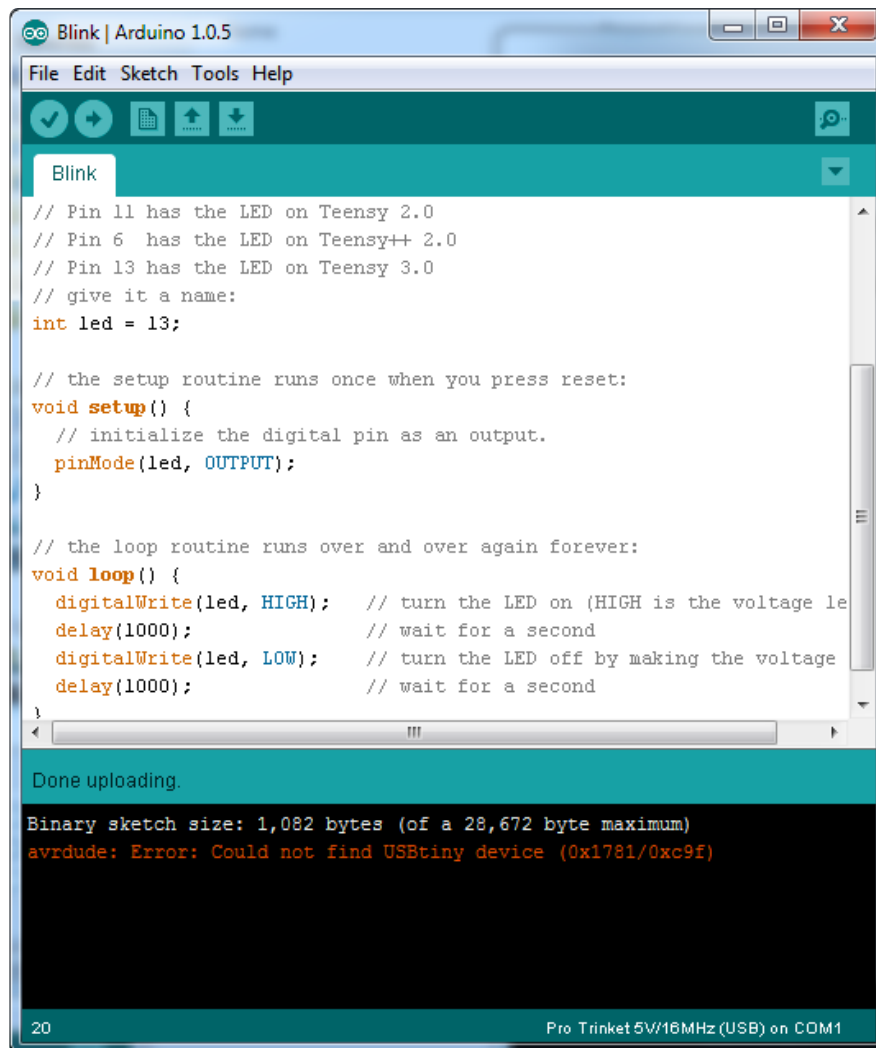 Blink | Arduino 1.0.5
File Edit Sketch Tools Help
Blink
// Pin 11 has the LED on Teensy 2.0
// Pin 6  has the LED on Teensy++ 2.0
// Pin 13 has the LED on Teensy 3.0
// give it a name:
int led = 13;
// the setup routine runs once when you press reset:
void setup() {
  // initialize the digital pin as an output.
  pinMode(led, OUTPUT);
}
// the loop routine runs over and over again forever:
void loop() {
  digitalWrite(led, HIGH);   // turn the LED on (HIGH is the voltage le
  delay(1000);               // wait for a second
  digitalWrite(led, LOW);    // turn the LED off by making the voltage
  delay(1000);               // wait for a second
}
Done uploading.
Binary sketch size: 1,082 bytes (of a 28,672 byte maximum)
avrdude: Error: Could not find USBtiny device (0x1781/0xc9f)
20 Pro Trinket 5V/16MHz (USB) on COM1